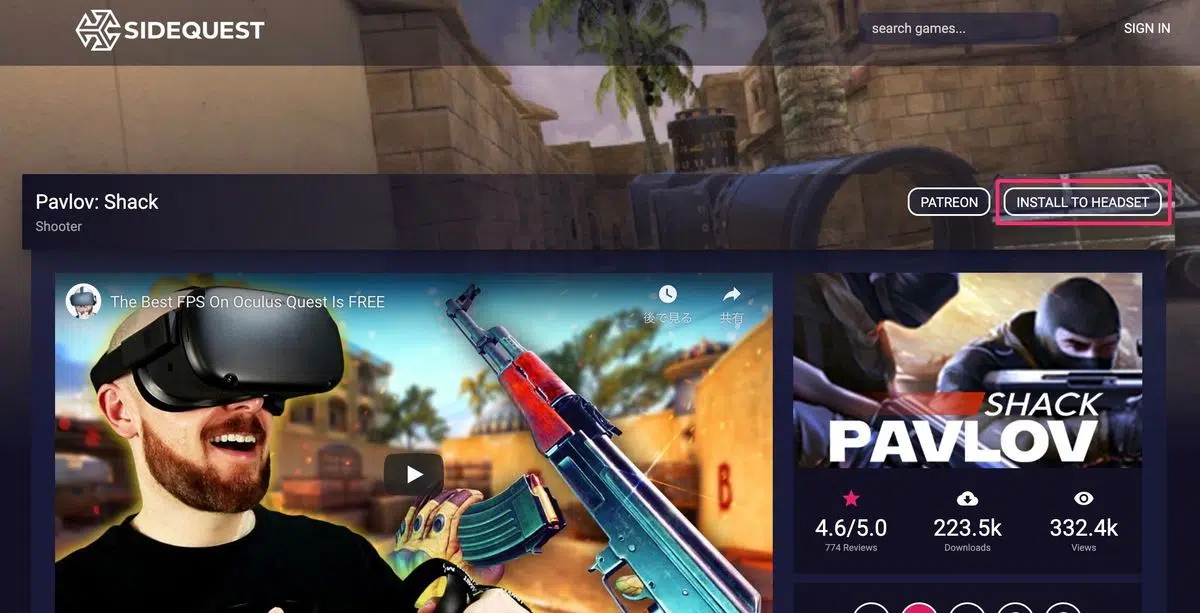 SIDEQUEST
search games...
SIGN IN
Pavlov: Shack
Shooter
PATREON
INSTALL TO HEADSET
The Best FPS On Oculus Quest Is FREE
後で見る
共有
B
SHACK
PAVLOV
4.6/5.0
774 Reviews
223.5k
Downloads
332.4k
Views